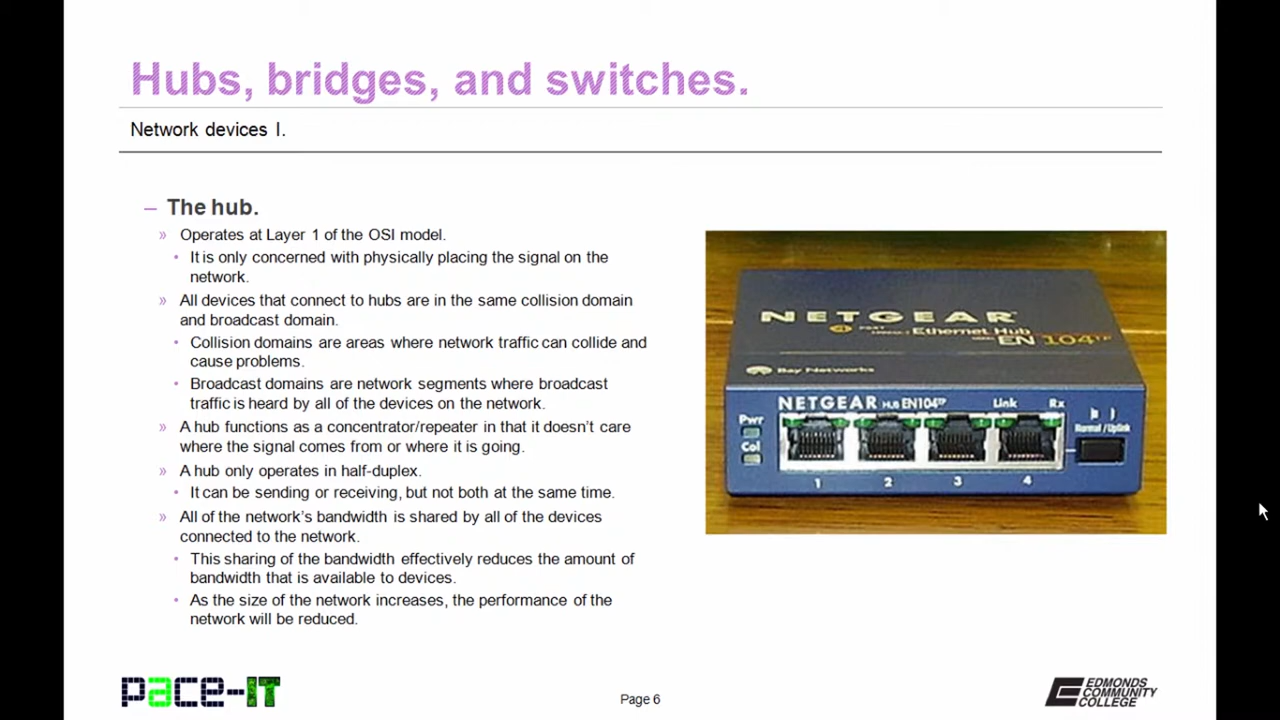 Hubs, bridges, and switches.
Network devices I.
– The hub.
» Operates at Layer 1 of the OSI model.
• It is only concerned with physically placing the signal on the
network.
» All devices that connect to hubs are in the same collision domain
and broadcast domain.
• Collision domains are areas where network traffic can collide and
cause problems.
• Broadcast domains are network segments where broadcast
traffic is heard by all of the devices on the network.
» A hub functions as a concentrator/repeater in that it doesn't care
where the signal comes from or where it is going.
» A hub only operates in half-duplex.
• It can be sending or receiving, but not both at the same time.
» All of the network's bandwidth is shared by all of the devices
connected to the network.
• This sharing of the bandwidth effectively reduces the amount of
bandwidth that is available to devices.
• As the size of the network increases, the performance of the
network will be reduced.
NETGEAR
Ethernet Hub
EN 104TP
Bay Networks
NETGEAR HUB EN104TP Link Rx
Pwr
Col
Normal/Uplink
1 2 3 4
pace-IT
Page 6
EDMONDS
COMMUNITY
COLLEGE